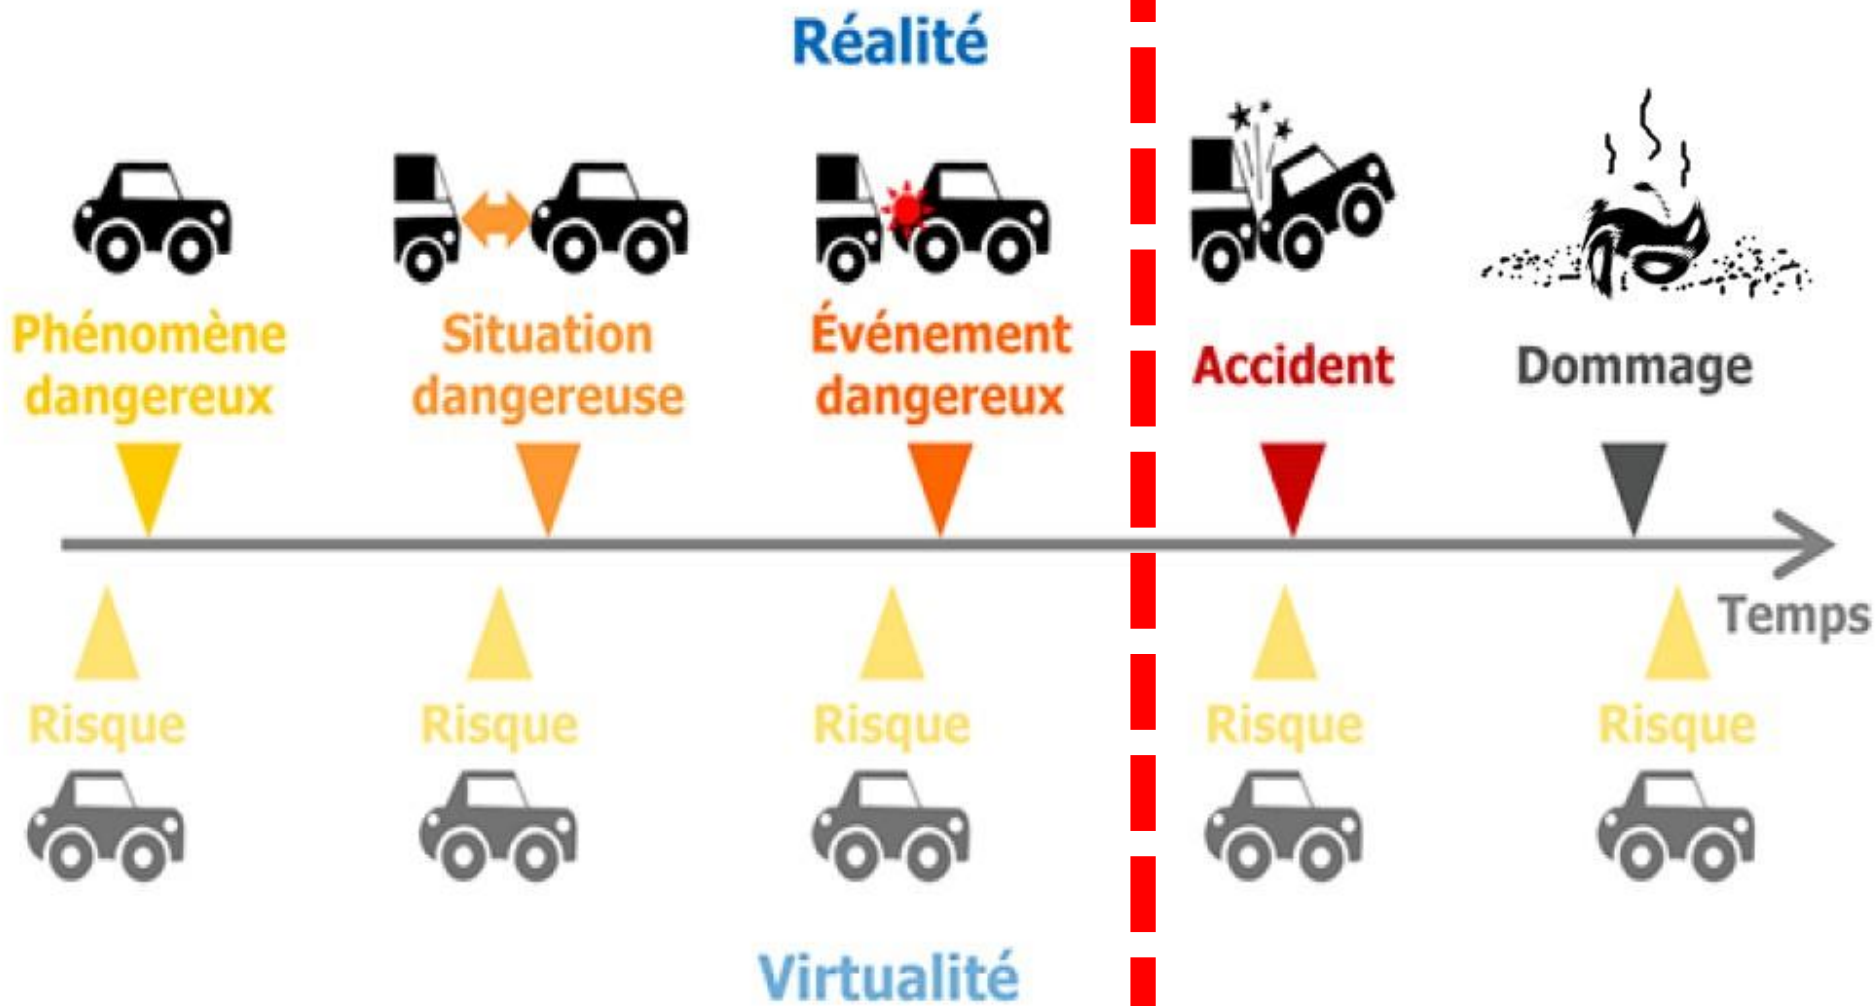 Réalité
Phénomène
dangereux
Situation
dangereuse
Événement
dangereux
Accident
Dommage
Temps
Risque
Risque
Risque
Risque
Risque
Virtualité